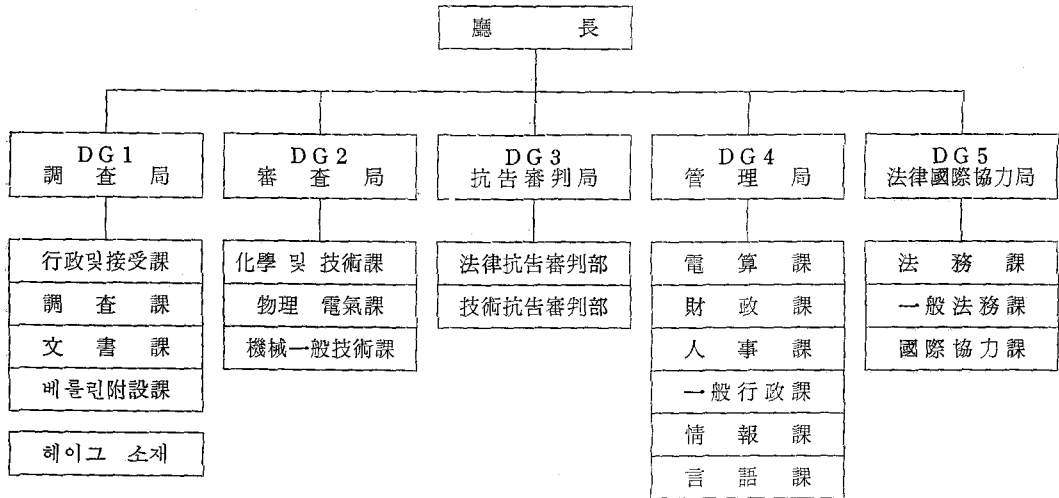 廳 長
DG1
調 査 局
DG2
審 査 局
DG3
抗告審判局
DG4
管 理 局
DG5
法律國際協力局
行政및接受課
調 査 課
文 書 課
베를린附設課
헤이그 소재
化學 및 技術課
物理 電氣課
機械一般技術課
法律抗告審判部
技術抗告審判部
電 算 課
財 政 課
人 事 課
一般行政課
情 報 課
言 語 課
法 務 課
一般法務課
國際協力課